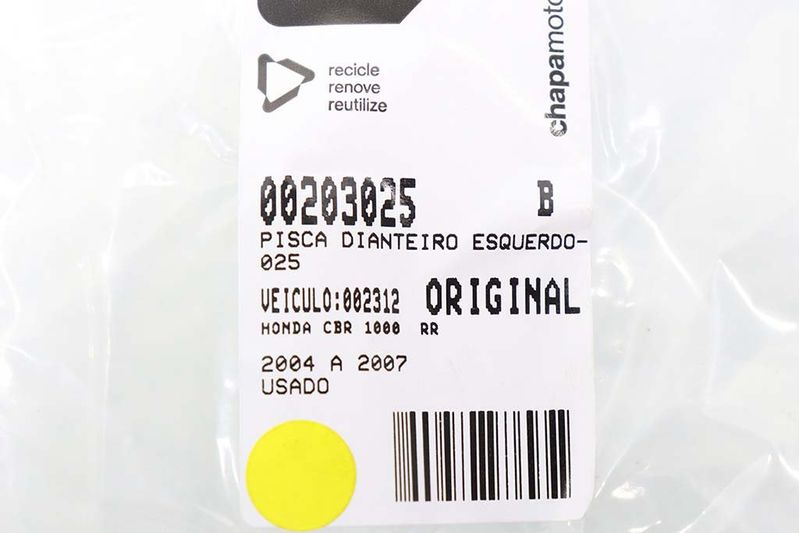 recicle
renove
reutilize
chapamoto
00203025 B
PISCA DIANTEIRO ESQUERDO-
025
VEICULO:002312 ORIGINAL
HONDA CBR 1000 RR
2004 A 2007
USADO